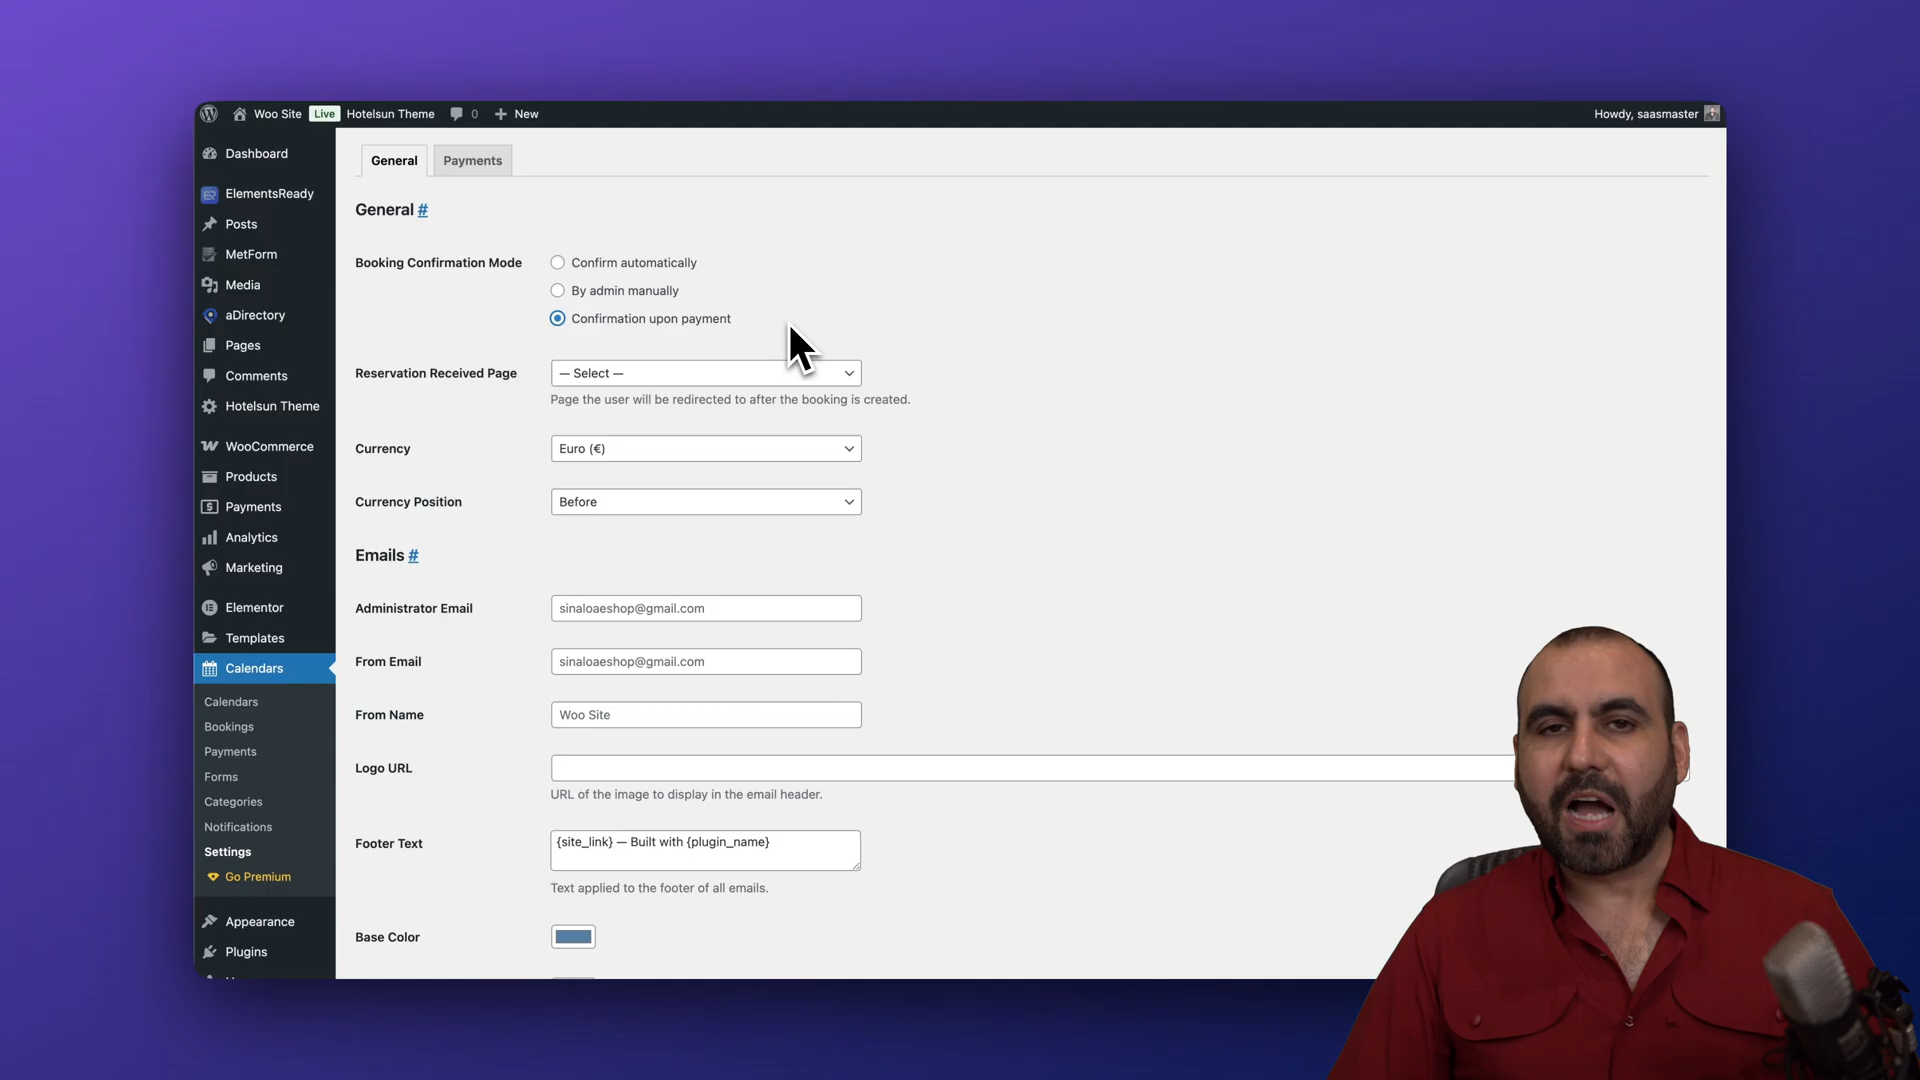 Woo Site Live Hotelsun Theme 0 New
Howdy, saasmaster
Dashboard
ElementsReady
Posts
MetForm
Media
aDirectory
Pages
Comments
Hotelsun Theme
WooCommerce
Products
Payments
Analytics
Marketing
Elementor
Templates
Calendars
Calendars
Bookings
Payments
Forms
Categories
Notifications
Settings
Go Premium
Appearance
Plugins
General Payments
General #
Booking Confirmation Mode
Confirm automatically
By admin manually
Confirmation upon payment
Reservation Received Page
— Select —
Page the user will be redirected to after the booking is created.
Currency
Euro (€)
Currency Position
Before
Emails #
Administrator Email
sinaloaeshop@gmail.com
From Email
sinaloaeshop@gmail.com
From Name
Woo Site
Logo URL
URL of the image to display in the email header.
Footer Text
{site_link} — Built with {plugin_name}
Text applied to the footer of all emails.
Base Color